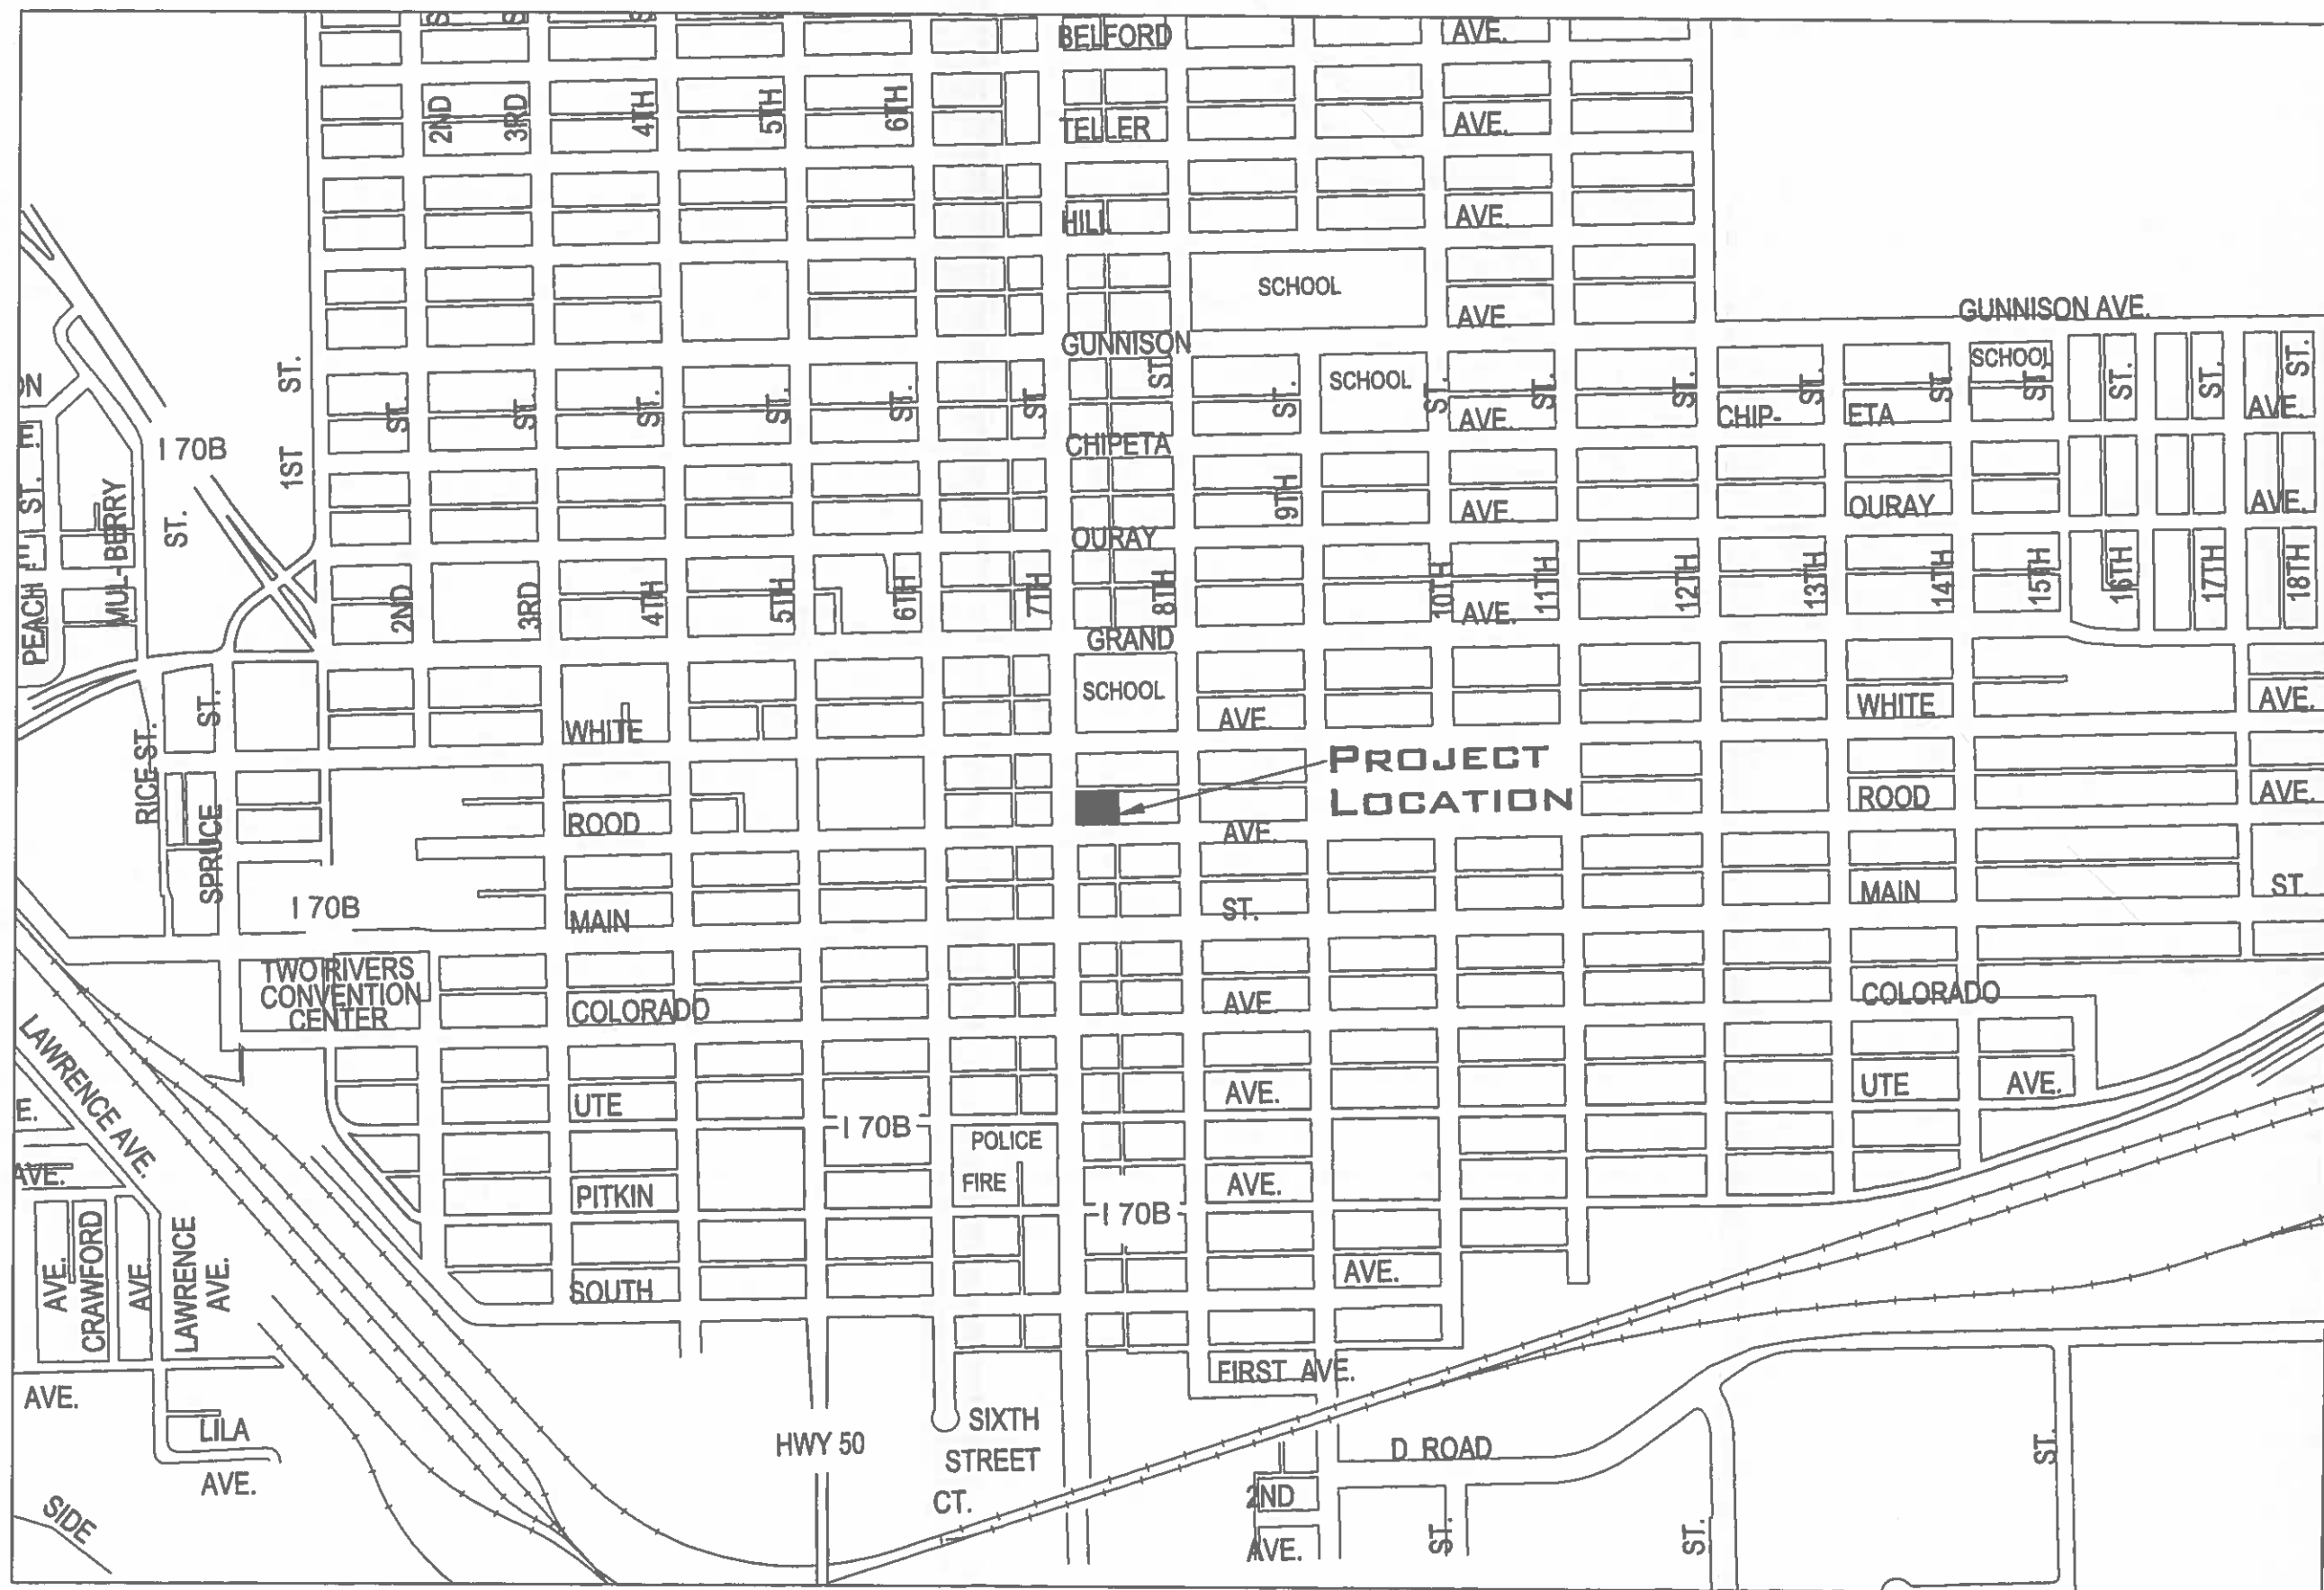 BELFORD AVE.
2ND 3RD 4TH 5TH 6TH
TELLER AVE.
HILL AVE.
SCHOOL
AVE.
GUNNISON AVE.
GUNNISON
1ST ST.
ST. ST. ST. ST. ST. ST. ST. ST. ST. ST. ST. ST. ST. ST. ST. ST. ST.
SCHOOL
SCHOOL
AVE.
CHIP- ETA AVE.
CHIPETA
I 70B
ST.
MUL-BERRY ST.
PEACH
9TH
AVE.
OURAY AVE.
OURAY
2ND 3RD 4TH 5TH 6TH 7TH 8TH 10TH 11TH 12TH 13TH 14TH 15TH 16TH 17TH 18TH
AVE.
GRAND
SCHOOL
RICE ST.
SPRUCE ST.
WHITE AVE. WHITE AVE.
PROJECT
LOCATION
ROOD AVE. ROOD AVE.
I 70B
MAIN ST. MAIN ST.
TWO RIVERS
CONVENTION
CENTER
COLORADO AVE. COLORADO
LAWRENCE AVE.
E.
UTE AVE. UTE AVE.
I 70B
POLICE
FIRE
AVE.
PITKIN AVE.
I 70B
AVE.
CRAWFORD
AVE.
LAWRENCE
AVE.
SOUTH AVE.
FIRST AVE.
AVE.
LILA
AVE.
HWY 50
SIXTH
STREET
CT.
D ROAD
2ND
AVE.
ST.
ST.
ST.
SIDE